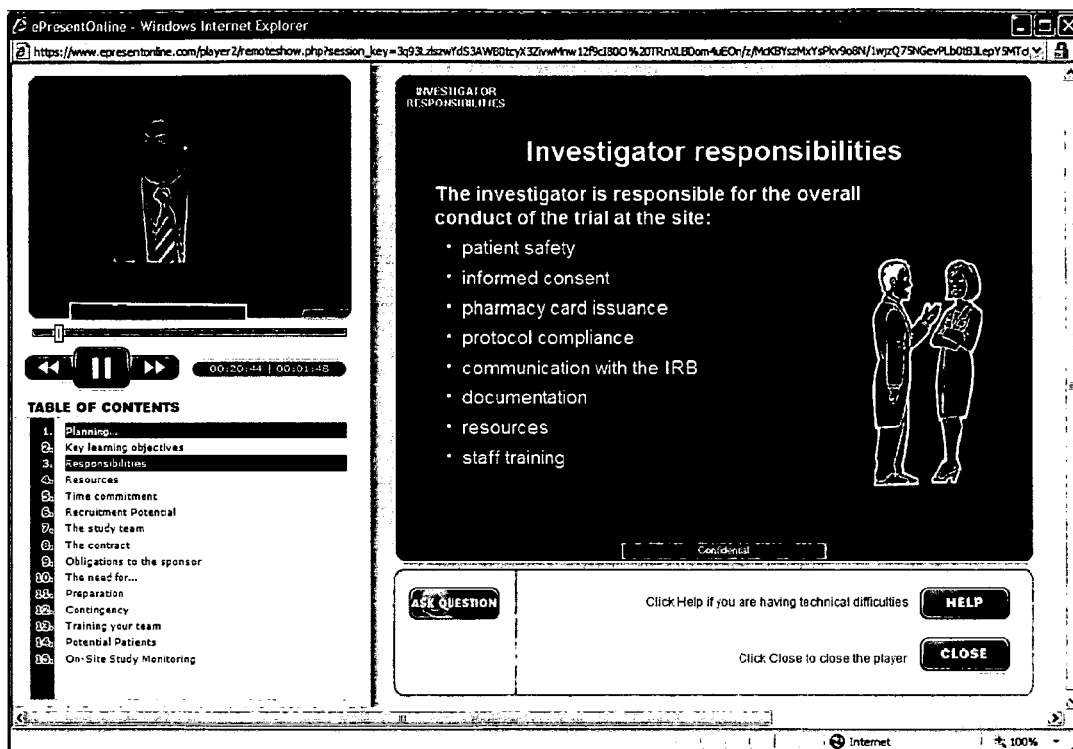 ePresentOnline - Windows Internet Explorer
INVESTIGATOR
RESPONSIBILITIES
Investigator responsibilities
The investigator is responsible for the overall
conduct of the trial at the site:
• patient safety
• informed consent
• pharmacy card issuance
• protocol compliance
• communication with the IRB
• documentation
• resources
• staff training
Confidential
00:20:44 | 00:01:48
TABLE OF CONTENTS
1. Planning...
2. Key learning objectives
3. Responsibilities
4. Resources
5. Time commitment
6. Recruitment Potential
7. The study team
8. The contract
9. Obligations to the sponsor
10. The need for...
11. Preparation
12. Contingency
13. Training your team
14. Potential Patients
15. On-Site Study Monitoring
ASK QUESTION
Click Help if you are having technical difficulties HELP
Click Close to close the player CLOSE
Internet 100%